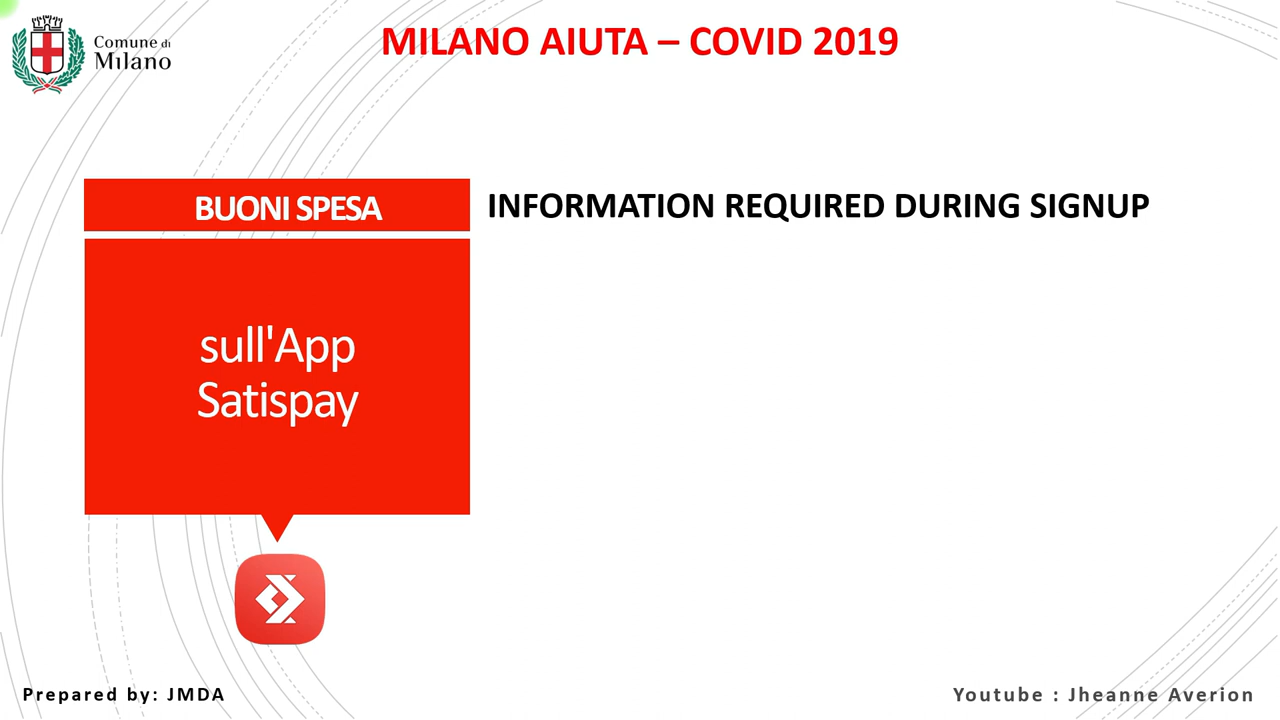 Comune di
Milano
MILANO AIUTA – COVID 2019
BUONI SPESA
INFORMATION REQUIRED DURING SIGNUP
sull'App
Satispay
Prepared by: JMDA
Youtube : Jheanne Averion